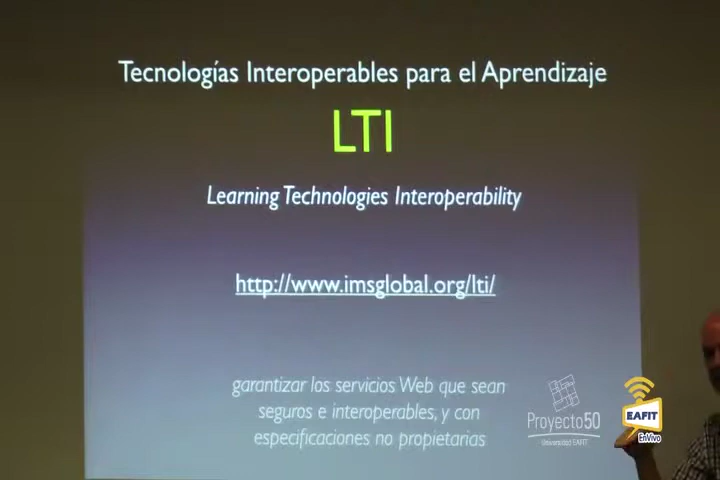 Tecnologías Interoperables para el Aprendizaje
LTI
Learning Technologies Interoperability
http://www.imsglobal.org/lti/
garantizar los servicios Web que sean
seguros e interoperables, y con
especificaciones no propietarias
Proyecto50
Universidad EAFIT
EAFIT
EnVivo